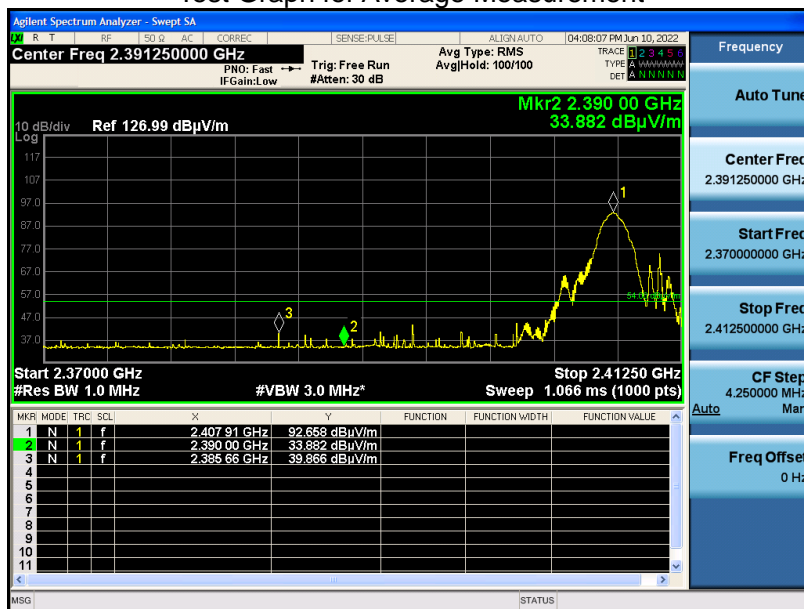 Test Graph for Average Measurement
Agilent Spectrum Analyzer - Swept SA
LXI R T RF 50 Ω AC CORREC SENSE:PULSE ALIGN AUTO 04:08:07 PM Jun 10, 2022
Center Freq 2.391250000 GHz
PNO: Fast
IFGain:Low
Trig: Free Run
#Atten: 30 dB
Avg Type: RMS
Avg|Hold: 100/100
TRACE 1 2 3 4 5 6
TYPE A WWWWW
DET A N N N N N
Mkr2 2.390 00 GHz
33.882 dBµV/m
10 dB/div Ref 126.99 dBµV/m
Log
117
107
97.0
87.0
77.0
67.0
57.0
47.0
37.0
1
2
3
Start 2.37000 GHz Stop 2.41250 GHz
#Res BW 1.0 MHz #VBW 3.0 MHz* Sweep 1.066 ms (1000 pts)
MKR MODE TRC SCL X Y FUNCTION FUNCTION WIDTH FUNCTION VALUE
1 N 1 f 2.407 91 GHz 92.658 dBµV/m
2 N 1 f 2.390 00 GHz 33.882 dBµV/m
3 N 1 f 2.385 66 GHz 39.866 dBµV/m
4
5
6
7
8
9
10
11
MSG STATUS
Frequency
Auto Tune
Center Freq
2.391250000 GHz
Start Freq
2.370000000 GHz
Stop Freq
2.412500000 GHz
CF Step
4.250000 MHz
Auto Man
Freq Offset
0 Hz